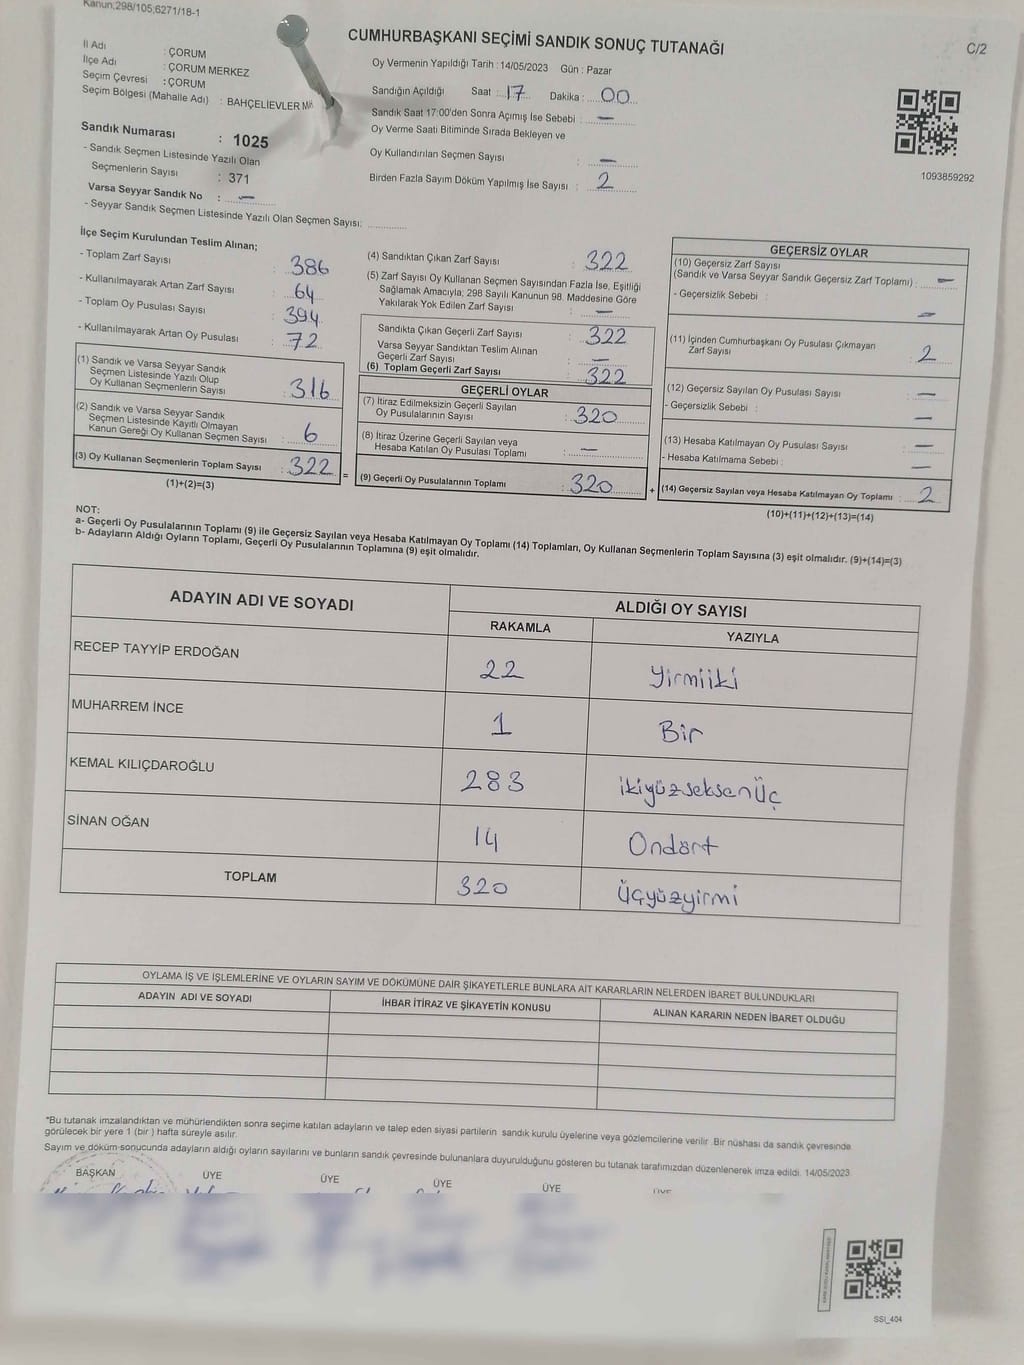 Kanun;298/105;6271/18-1
CUMHURBAŞKANI SEÇİMİ SANDIK SONUÇ TUTANAĞI
C/2
İl Adı : ÇORUM
İlçe Adı : ÇORUM MERKEZ
Seçim Çevresi : ÇORUM
Seçim Bölgesi (Mahalle Adı) : BAHÇELİEVLER MH
Sandık Numarası : 1025
- Sandık Seçmen Listesinde Yazılı Olan
Seçmenlerin Sayısı : 371
Varsa Seyyar Sandık No : —
- Seyyar Sandık Seçmen Listesinde Yazılı Olan Seçmen Sayısı:
Oy Vermenin Yapıldığı Tarih : 14/05/2023 Gün : Pazar
Sandığın Açıldığı Saat : 17 Dakika : 00
Sandık Saat 17:00'den Sonra Açımış İse Sebebi : —
Oy Verme Saati Bitiminde Sırada Bekleyen ve
Oy Kullandırılan Seçmen Sayısı : —
Birden Fazla Sayım Döküm Yapılmış İse Sayısı : 2
1093859292
İlçe Seçim Kurulundan Teslim Alınan;
- Toplam Zarf Sayısı : 386
- Kullanılmayarak Artan Zarf Sayısı : 64
- Toplam Oy Pusulası Sayısı : 394
- Kullanılmayarak Artan Oy Pusulası : 72
(1) Sandık ve Varsa Seyyar Sandık
Seçmen Listesinde Yazılı Olup
Oy Kullanan Seçmenlerin Sayısı : 316
(2) Sandık ve Varsa Seyyar Sandık
Seçmen Listesinde Kayıtlı Olmayan
Kanun Gereği Oy Kullanan Seçmen Sayısı : 6
(3) Oy Kullanan Seçmenlerin Toplam Sayısı : 322 =
(1)+(2)=(3)
(4) Sandıktan Çıkan Zarf Sayısı : 322
(5) Zarf Sayısı Oy Kullanan Seçmen Sayısından Fazla İse, Eşitliği
Sağlamak Amacıyla, 298 Sayılı Kanunun 98. Maddesine Göre
Yakılarak Yok Edilen Zarf Sayısı : —
Sandıkta Çıkan Geçerli Zarf Sayısı : 322
Varsa Seyyar Sandıktan Teslim Alınan
Geçerli Zarf Sayısı : —
(6) Toplam Geçerli Zarf Sayısı : 322
GEÇERLİ OYLAR
(7) İtiraz Edilmeksizin Geçerli Sayılan
Oy Pusulalarının Sayısı : 320
(8) İtiraz Üzerine Geçerli Sayılan veya
Hesaba Katılan Oy Pusulası Toplamı : —
(9) Geçerli Oy Pusulalarının Toplamı : 320 +
GEÇERSİZ OYLAR
(10) Geçersiz Zarf Sayısı
(Sandık ve Varsa Seyyar Sandık Geçersiz Zarf Toplamı) : —
- Geçersizlik Sebebi : —
(11) İçinden Cumhurbaşkanı Oy Pusulası Çıkmayan
Zarf Sayısı : 2
(12) Geçersiz Sayılan Oy Pusulası Sayısı : —
- Geçersizlik Sebebi : —
(13) Hesaba Katılmayan Oy Pusulası Sayısı : —
- Hesaba Katılmama Sebebi : —
(14) Geçersiz Sayılan veya Hesaba Katılmayan Oy Toplamı : 2
(10)+(11)+(12)+(13)=(14)
NOT:
a- Geçerli Oy Pusulalarının Toplamı (9) ile Geçersiz Sayılan veya Hesaba Katılmayan Oy Toplamı (14) Toplamları, Oy Kullanan Seçmenlerin Toplam Sayısına (3) eşit olmalıdır. (9)+(14)=(3)
b- Adayların Aldığı Oyların Toplamı, Geçerli Oy Pusulalarının Toplamına (9) eşit olmalıdır.
ADAYIN ADI VE SOYADI ALDIĞI OY SAYISI
RAKAMLA YAZIYLA
RECEP TAYYİP ERDOĞAN 22 Yirmiiki
MUHARREM İNCE 1 Bir
KEMAL KILIÇDAROĞLU 283 ikiyüzseksenÜç
SİNAN OĞAN 14 Ondört
TOPLAM 320 Üçyüzyirmi
OYLAMA İŞ VE İŞLEMLERİNE VE OYLARIN SAYIM VE DÖKÜMÜNE DAİR ŞİKAYETLERLE BUNLARA AİT KARARLARIN NELERDEN İBARET BULUNDUKLARI
ADAYIN ADI VE SOYADI İHBAR İTİRAZ VE ŞİKAYETİN KONUSU ALINAN KARARIN NEDEN İBARET OLDUĞU
*Bu tutanak imzalandıktan ve mühürlendikten sonra seçime katılan adayların ve talep eden siyasi partilerin sandık kurulu üyelerine veya gözlemcilerine verilir. Bir nüshası da sandık çevresinde
görülecek bir yere 1 (bir ) hafta süreyle asılır.
Sayım ve döküm sonucunda adayların aldığı oyların sayılarını ve bunların sandık çevresinde bulunanlara duyurulduğunu gösteren bu tutanak tarafımızdan düzenlenerek imza edildi. 14/05/2023
BAŞKAN ÜYE ÜYE ÜYE ÜYE ÜYE
SSİ_404